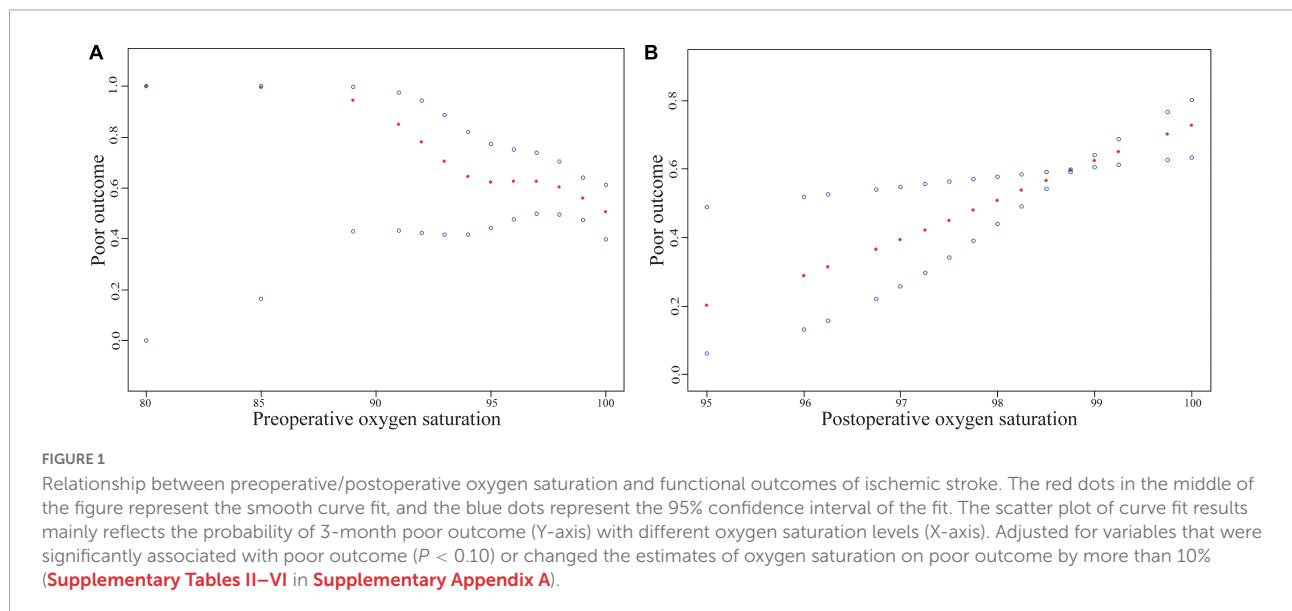 A
Poor outcome
1.0
0.8
0.6
0.4
0.2
0.0
80
85
90
95
100
Preoperative oxygen saturation
B
Poor outcome
0.8
0.6
0.4
0.2
0.0
95
96
97
98
99
100
Postoperative oxygen saturation
FIGURE 1
Relationship between preoperative/postoperative oxygen saturation and functional outcomes of ischemic stroke. The red dots in the middle of
the figure represent the smooth curve fit, and the blue dots represent the 95% confidence interval of the fit. The scatter plot of curve fit results
mainly reflects the probability of 3-month poor outcome (Y-axis) with different oxygen saturation levels (X-axis). Adjusted for variables that were
significantly associated with poor outcome (P < 0.10) or changed the estimates of oxygen saturation on poor outcome by more than 10%
(Supplementary Tables II–VI in Supplementary Appendix A).